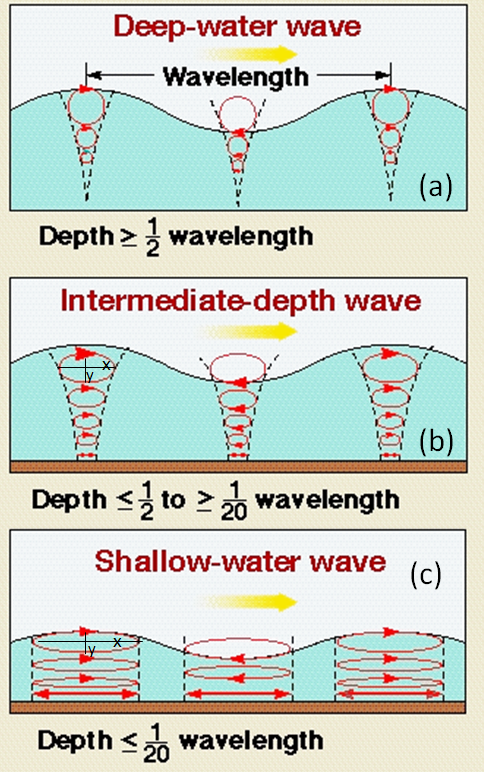 Deep-water wave
Wavelength
(a)
Depth ≥ 1/2 wavelength
Intermediate-depth wave
x
y
(b)
Depth ≤ 1/2 to ≥ 1/20 wavelength
Shallow-water wave
(c)
x
y
Depth ≤ 1/20 wavelength